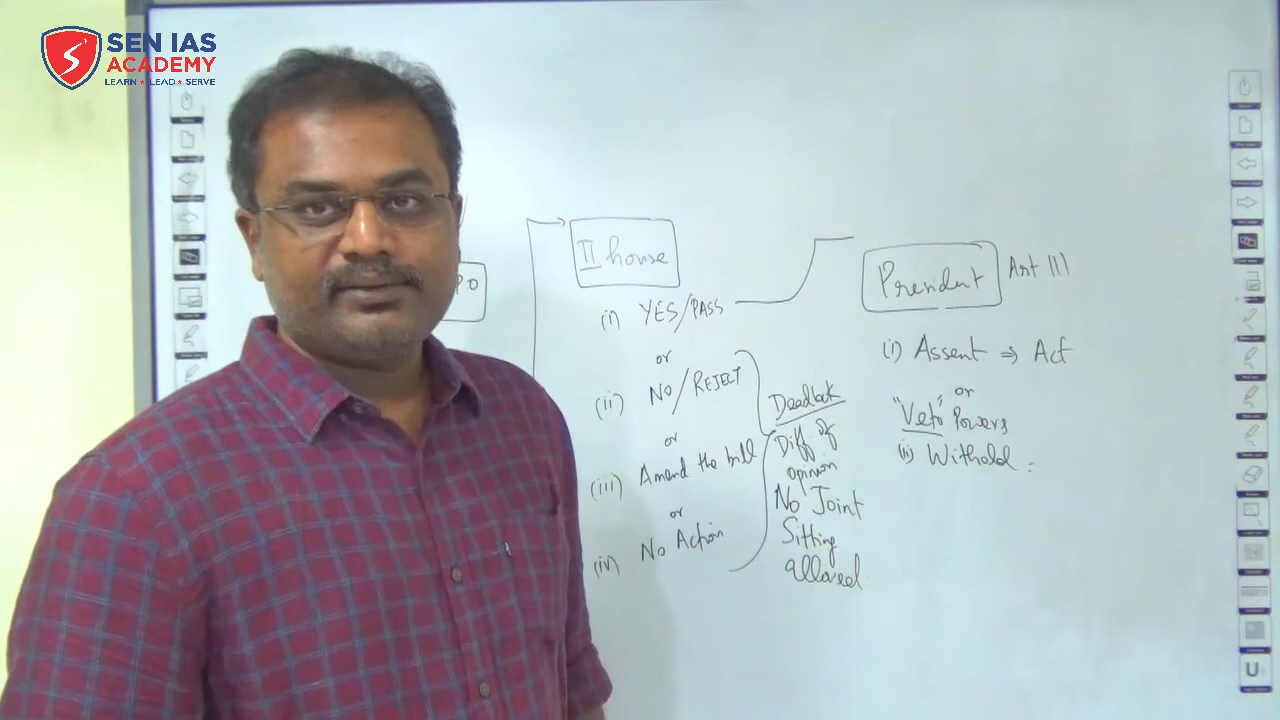 SEN IAS
ACADEMY
LEARN ★ LEAD ★ SERVE
PO
II house
(i) YES/PASS
or
(ii) NO/REJECT
or
(iii) Amend the bill
or
(iv) No Action
Deadlock
Diff of
opinion
No Joint
Sitting
allowed
President Art 111
(i) Assent ⇒ Act
or
"Veto" Powers
(ii) Withold :
U